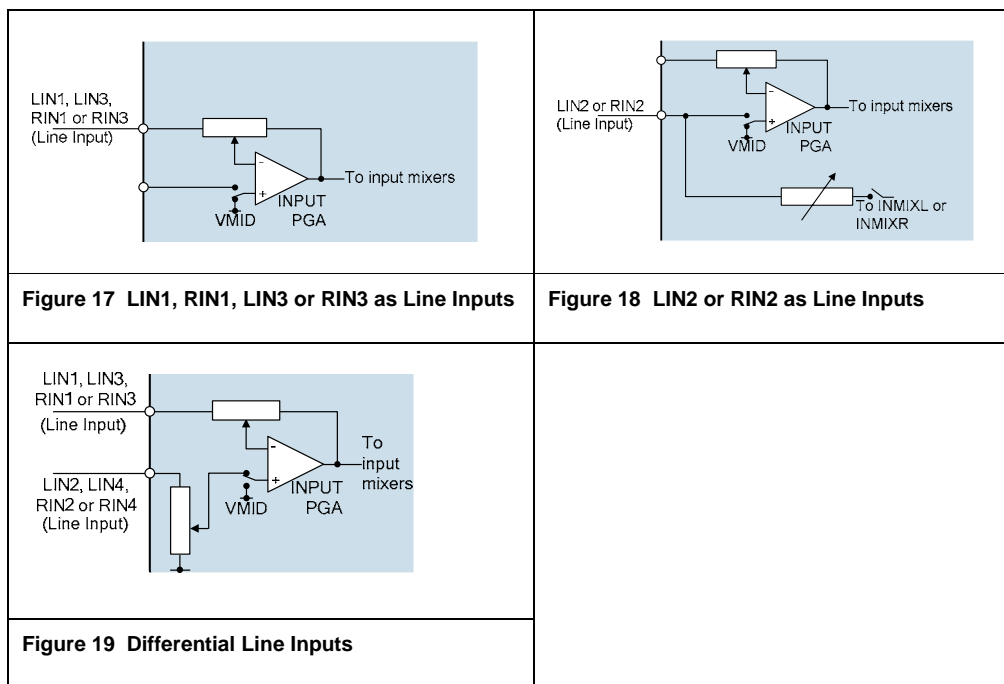 LIN1, LIN3,
RIN1 or RIN3
(Line Input)
-
+
VMID
INPUT
PGA
To input mixers
Figure 17 LIN1, RIN1, LIN3 or RIN3 as Line Inputs
LIN2 or RIN2
(Line Input)
-
+
VMID
INPUT
PGA
To input mixers
To INMIXL or
INMIXR
Figure 18 LIN2 or RIN2 as Line Inputs
LIN1, LIN3,
RIN1 or RIN3
(Line Input)
LIN2, LIN4,
RIN2 or RIN4
(Line Input)
-
+
VMID
INPUT
PGA
To
input
mixers
Figure 19 Differential Line Inputs